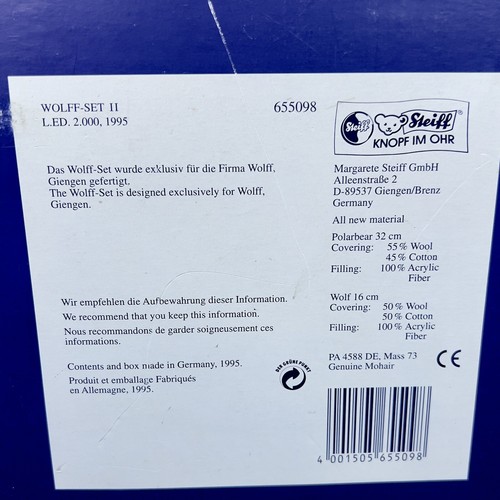 WOLFF-SET II
L.ED. 2.000, 1995
655098
Steiff
Steiff®
KNOPF IM OHR
Das Wolff-Set wurde exklusiv für die Firma Wolff,
Giengen gefertigt.
The Wolff-Set is designed exclusively for Wolff,
Giengen.
Margarete Steiff GmbH
Alleenstraße 2
D-89537 Giengen/Brenz
Germany
All new material
Polarbear 32 cm
Covering: 55 % Wool
45 % Cotton
Filling: 100 % Acrylic
Fiber
Wolf 16 cm
Covering: 50 % Wool
50 % Cotton
Filling: 100 % Acrylic
Fiber
PA 4588 DE, Mass 73
Genuine Mohair
CE
Wir empfehlen die Aufbewahrung dieser Information.
We recommend that you keep this information.
Nous recommandons de garder soigneusement ces
informations.
Contents and box made in Germany, 1995.
Produit et emballage Fabriqués
en Allemagne, 1995.
DER GRÜNE PUNKT
4 001505 655098